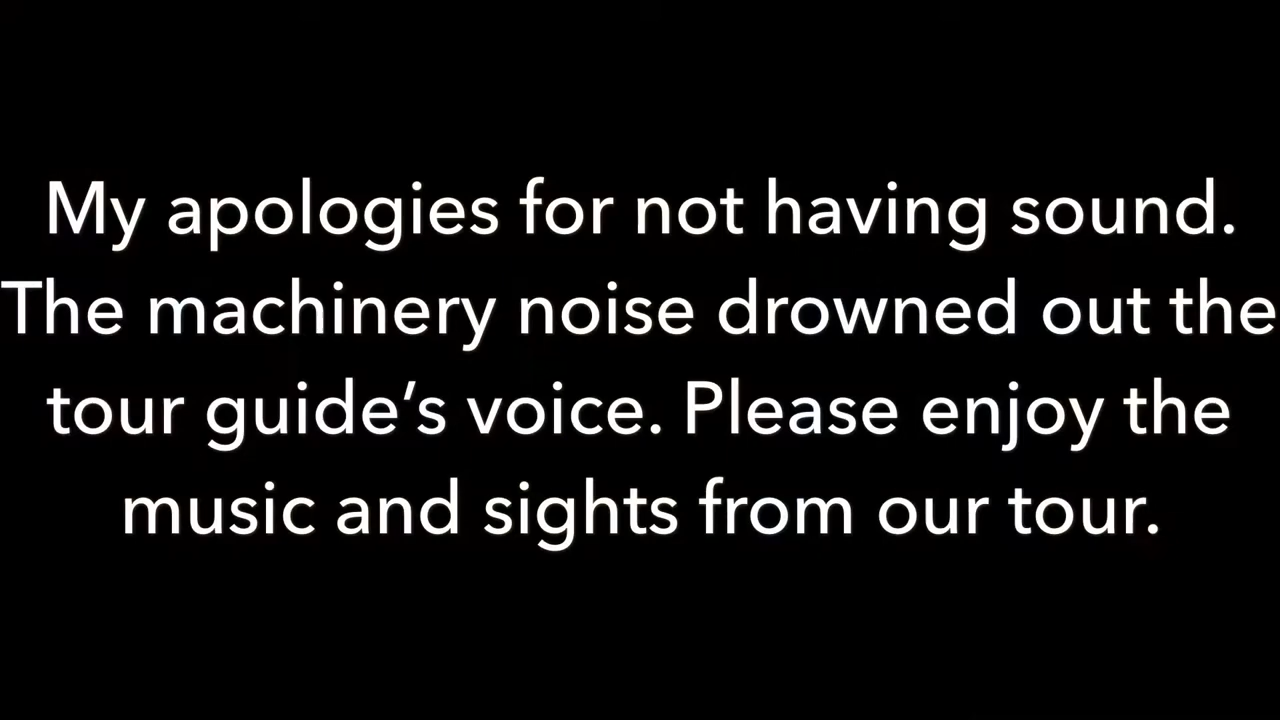 My apologies for not having sound.
The machinery noise drowned out the
tour guide’s voice. Please enjoy the
music and sights from our tour.